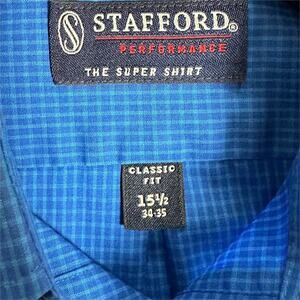 S STAFFORD®
PERFORMANCE
THE SUPER SHIRT
CLASSIC
FIT
15½
34-35